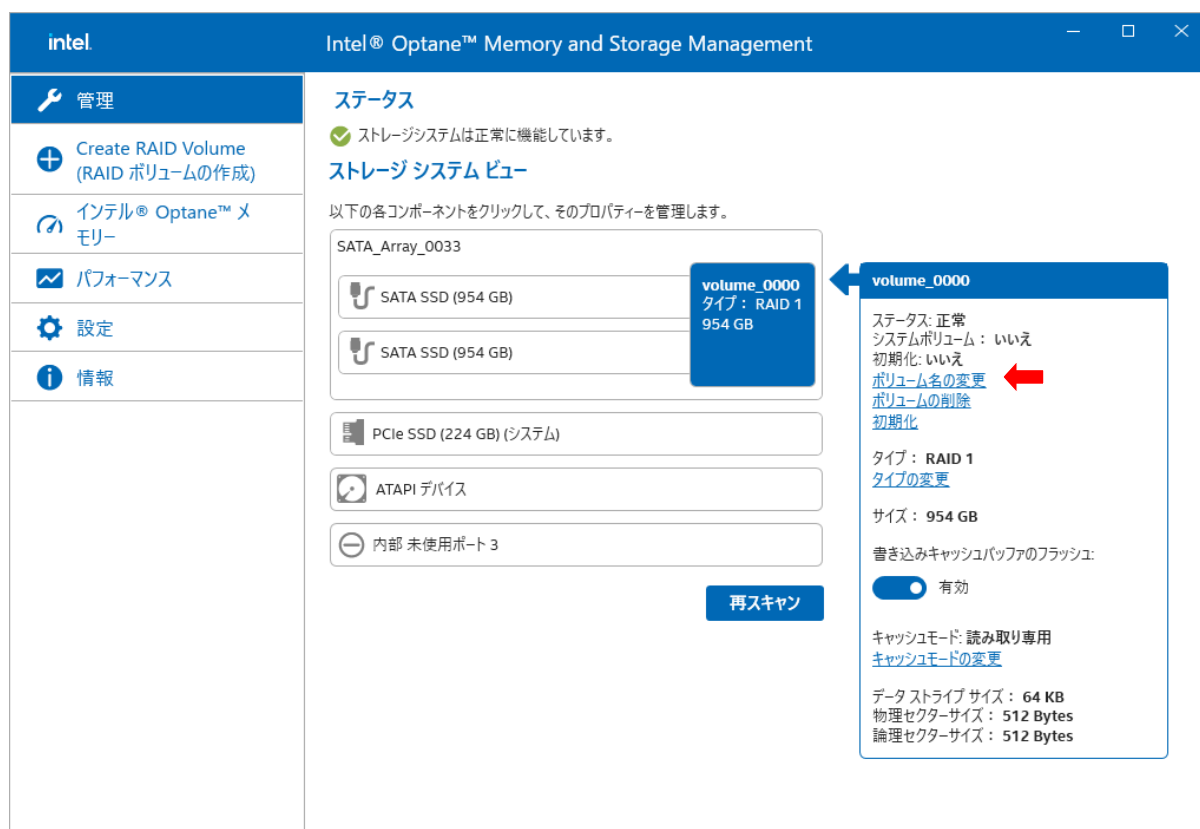 intel.
Intel® Optane™ Memory and Storage Management
管理
Create RAID Volume
(RAID ボリュームの作成)
インテル® Optane™ メ
モリー
パフォーマンス
設定
情報
ステータス
ストレージシステムは正常に機能しています。
ストレージ システム ビュー
以下の各コンポーネントをクリックして、そのプロパティーを管理します。
SATA_Array_0033
SATA SSD (954 GB)
SATA SSD (954 GB)
volume_0000
タイプ： RAID 1
954 GB
PCIe SSD (224 GB) (システム)
ATAPI デバイス
内部 未使用ポート 3
再スキャン
volume_0000
ステータス: 正常
システムボリューム： いいえ
初期化: いいえ
ボリューム名の変更
ボリュームの削除
初期化
タイプ： RAID 1
タイプの変更
サイズ： 954 GB
書き込みキャッシュバッファのフラッシュ:
有効
キャッシュモード: 読み取り専用
キャッシュモードの変更
データ ストライプ サイズ： 64 KB
物理セクターサイズ： 512 Bytes
論理セクターサイズ： 512 Bytes